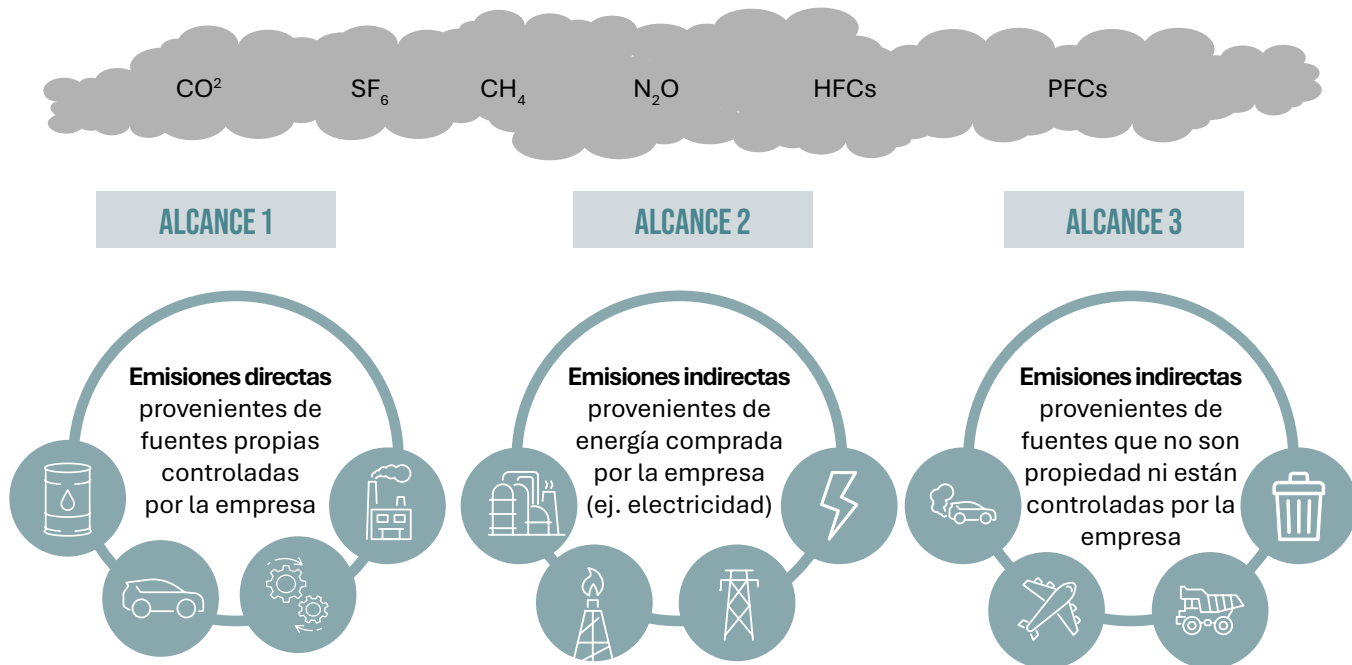 CO² SF₆ CH₄ N₂O HFCs PFCs
ALCANCE 1
ALCANCE 2
ALCANCE 3
Emisiones directas
provenientes de
fuentes propias
controladas
por la empresa
Emisiones indirectas
provenientes de
energía comprada
por la empresa
(ej. electricidad)
Emisiones indirectas
provenientes de
fuentes que no son
propiedad ni están
controladas por la
empresa